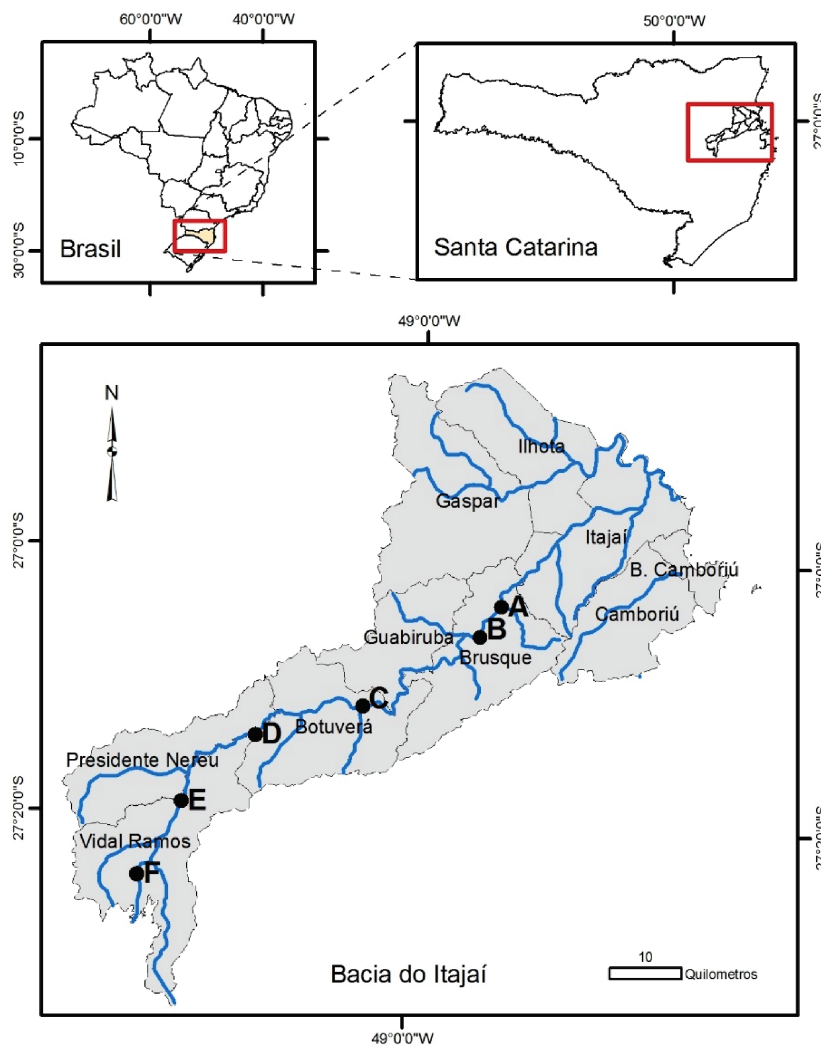 60°0'0"W 40°0'0"W
10°0'0"S
30°0'0"S
Brasil
50°0'0"W
27°0'0"S
Santa Catarina
49°0'0"W
N
Ilhota
Gaspar
27°0'0"S
Itajaí
27°0'0"S
B. Camboriú
A
Camboriú
Guabiruba
B
Brusque
C
Botuverá
D
Presidente Nereu
E
27°20'0"S
Vidal Ramos
27°20'0"S
F
10
Bacia do Itajaí
Quilometros
49°0'0"W